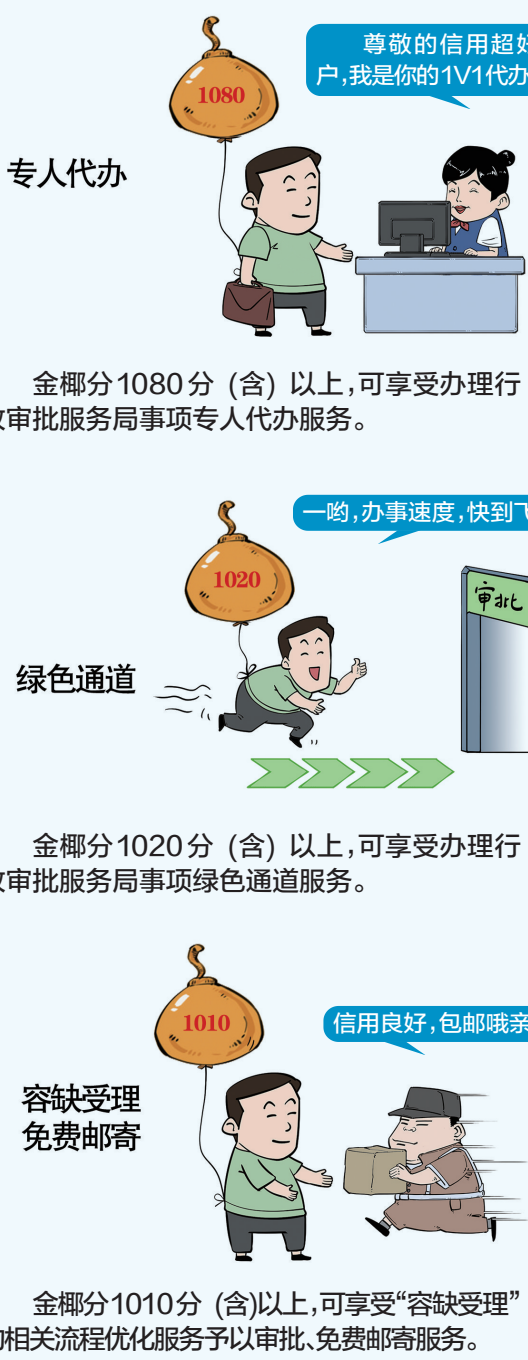 尊敬的信用超好
户,我是你的1V1代办
1080
专人代办
金椰分1080分 (含) 以上,可享受办理行
政审批服务局事项专人代办服务。
一哟,办事速度,快到飞
1020
审批
绿色通道
金椰分1020分 (含) 以上,可享受办理行
政审批服务局事项绿色通道服务。
1010
信用良好,包邮哦亲
容缺受理
免费邮寄
金椰分1010分 (含)以上,可享受“容缺受理”
的相关流程优化服务予以审批、免费邮寄服务。